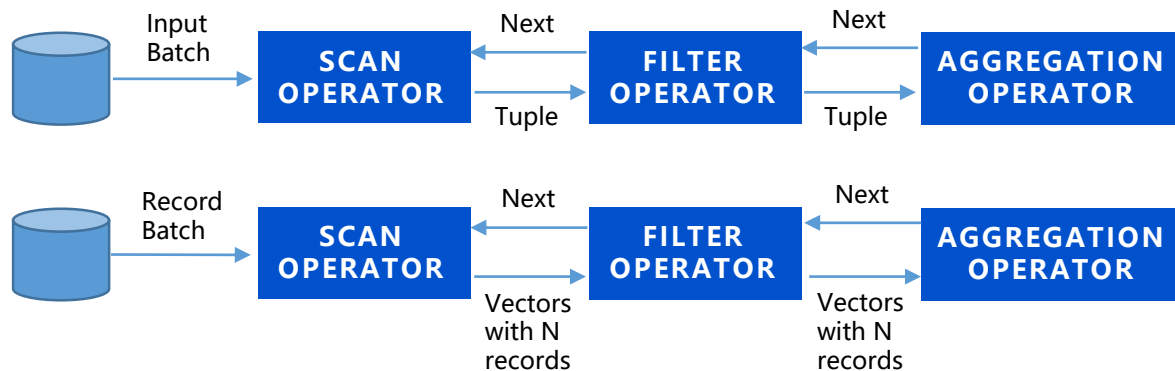 Input
Batch
SCAN
OPERATOR
Next
Tuple
FILTER
OPERATOR
Next
Tuple
AGGREGATION
OPERATOR
Record
Batch
SCAN
OPERATOR
Next
Vectors
with N
records
FILTER
OPERATOR
Next
Vectors
with N
records
AGGREGATION
OPERATOR